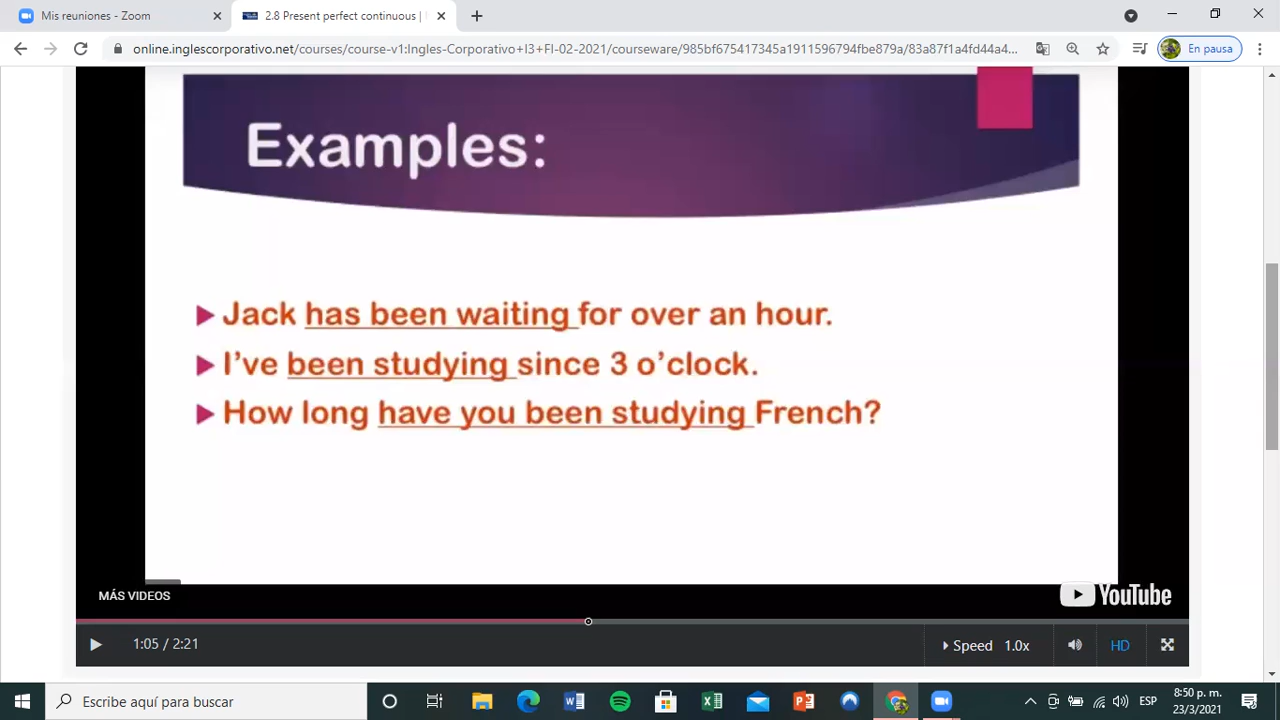 Mis reuniones - Zoom
2.8 Present perfect continuous |
online.inglescorporativo.net/courses/course-v1:Ingles-Corporativo+I3+FI-02-2021/courseware/985bf675417345a1911596794fbe879a/83a87f1a4fd44a4...
En pausa
Examples:
Jack has been waiting for over an hour.
I've been studying since 3 o'clock.
How long have you been studying French?
MÁS VIDEOS
YouTube
1:05 / 2:21
Speed 1.0x
HD
Escribe aquí para buscar
ESP
8:50 p. m.
23/3/2021